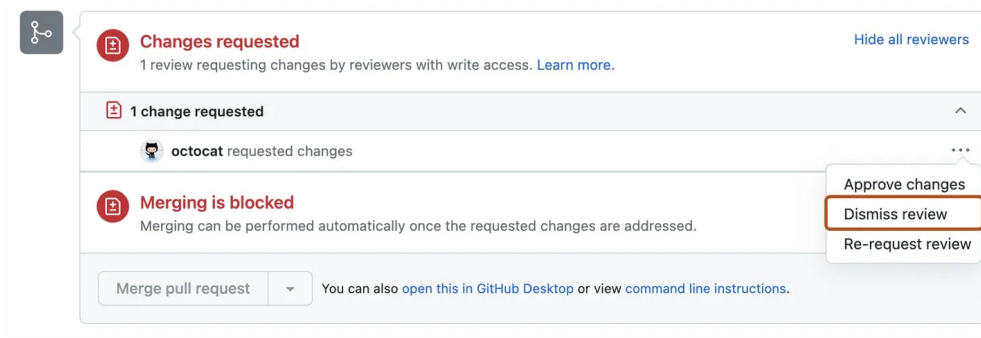 Changes requested
Hide all reviewers
1 review requesting changes by reviewers with write access. Learn more.
1 change requested
octocat requested changes
Approve changes
Dismiss review
Re-request review
Merging is blocked
Merging can be performed automatically once the requested changes are addressed.
Merge pull request
You can also open this in GitHub Desktop or view command line instructions.